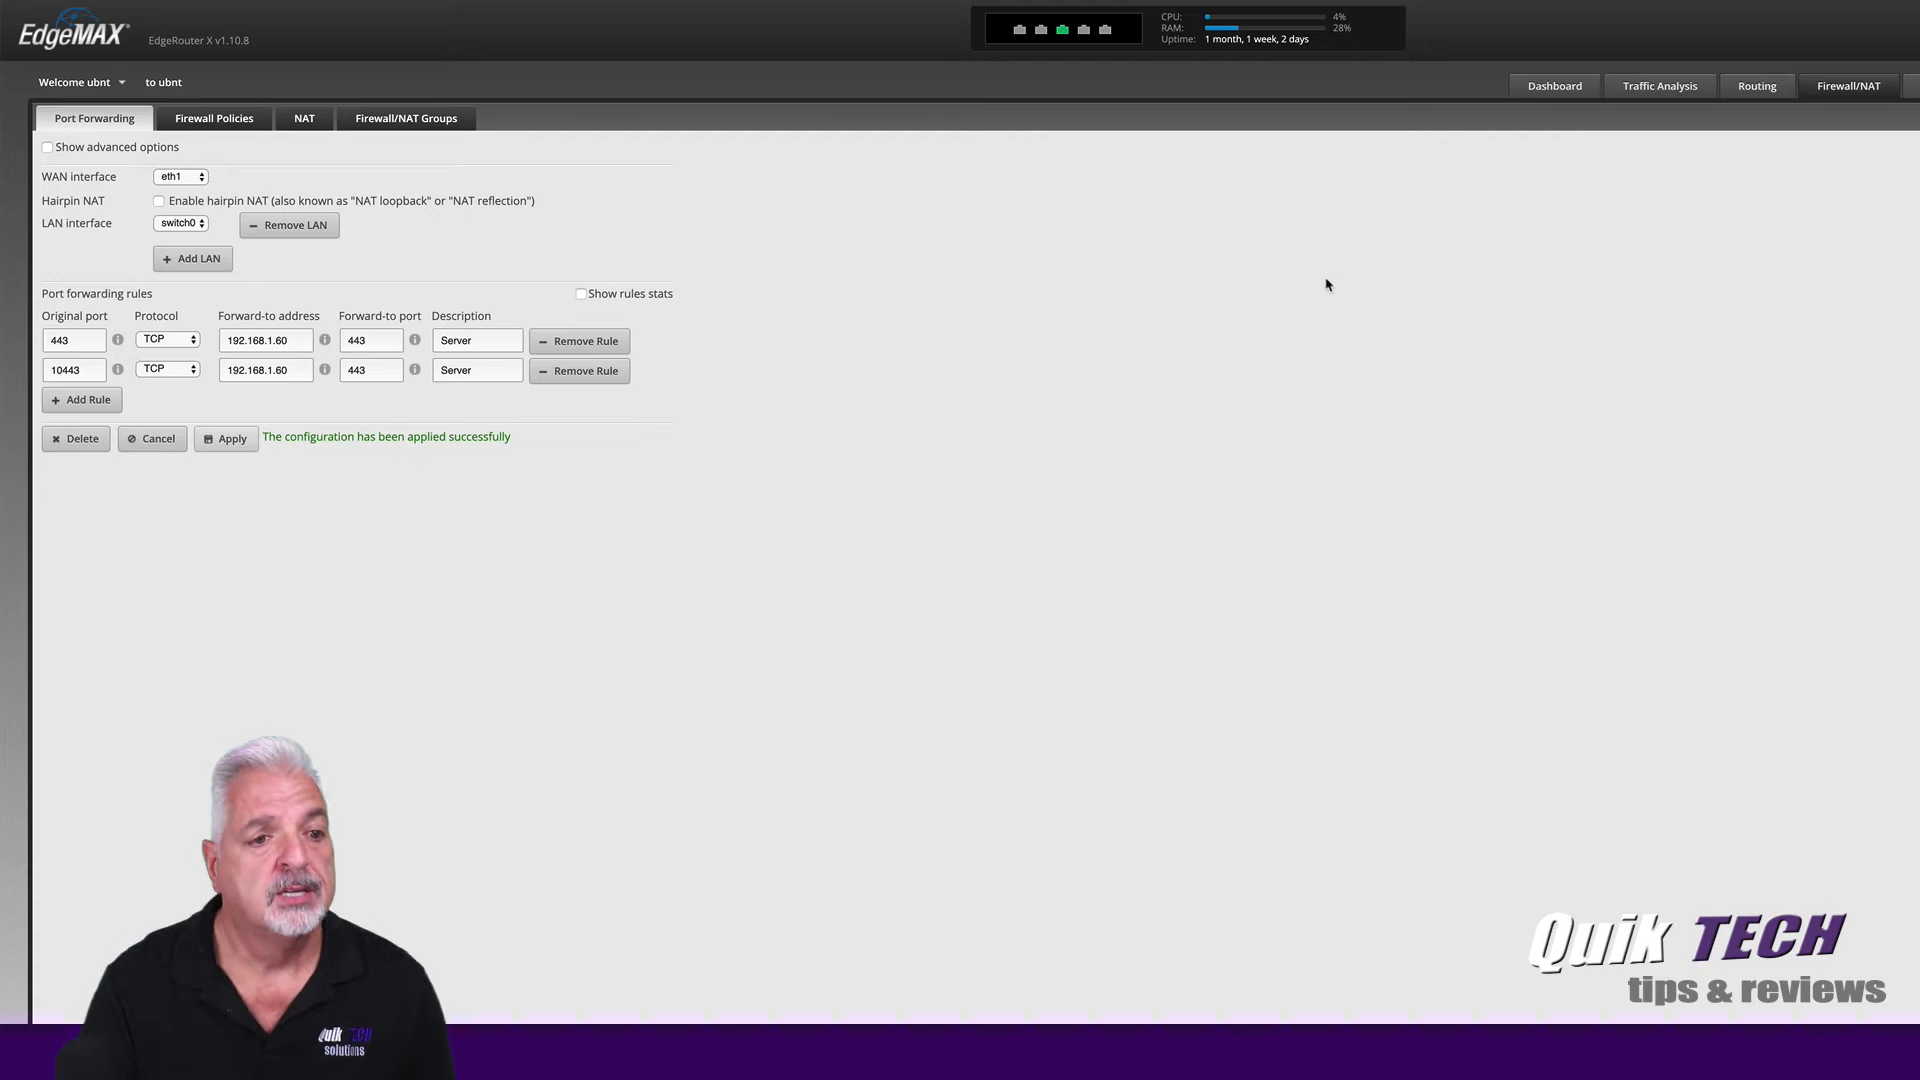 EdgeMAX
EdgeRouter X v1.10.8
CPU: 4%
RAM: 28%
Uptime: 1 month, 1 week, 2 days
Welcome ubnt to ubnt
Dashboard Traffic Analysis Routing Firewall/NAT
Port Forwarding Firewall Policies NAT Firewall/NAT Groups
Show advanced options
WAN interface eth1
Hairpin NAT Enable hairpin NAT (also known as "NAT loopback" or "NAT reflection")
LAN interface switch0 − Remove LAN
+ Add LAN
Port forwarding rules Show rules stats
Original port Protocol Forward-to address Forward-to port Description
443 TCP 192.168.1.60 443 Server − Remove Rule
10443 TCP 192.168.1.60 443 Server − Remove Rule
+ Add Rule
Delete Cancel Apply The configuration has been applied successfully
Quik TECH
tips & reviews
Quik TECH
solutions